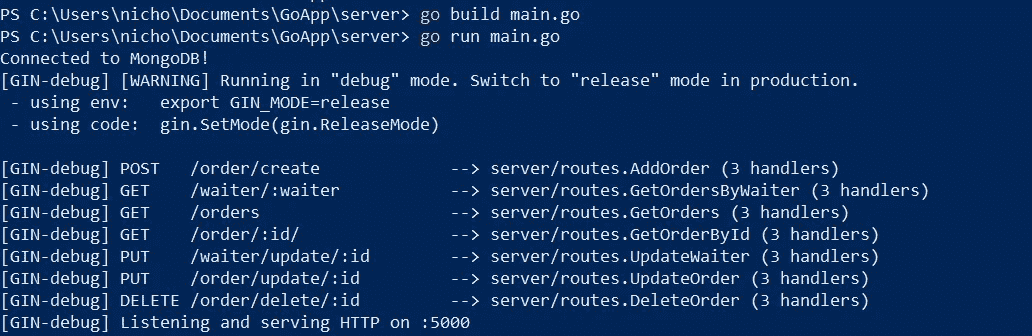 PS C:\Users\nicho\Documents\GoApp\server> go build main.go
PS C:\Users\nicho\Documents\GoApp\server> go run main.go
Connected to MongoDB!
[GIN-debug] [WARNING] Running in "debug" mode. Switch to "release" mode in production.
 - using env:   export GIN_MODE=release
 - using code:  gin.SetMode(gin.ReleaseMode)
[GIN-debug] POST   /order/create             --> server/routes.AddOrder (3 handlers)
[GIN-debug] GET    /waiter/:waiter           --> server/routes.GetOrdersByWaiter (3 handlers)
[GIN-debug] GET    /orders                   --> server/routes.GetOrders (3 handlers)
[GIN-debug] GET    /order/:id/               --> server/routes.GetOrderById (3 handlers)
[GIN-debug] PUT    /waiter/update/:id        --> server/routes.UpdateWaiter (3 handlers)
[GIN-debug] PUT    /order/update/:id         --> server/routes.UpdateOrder (3 handlers)
[GIN-debug] DELETE /order/delete/:id         --> server/routes.DeleteOrder (3 handlers)
[GIN-debug] Listening and serving HTTP on :5000